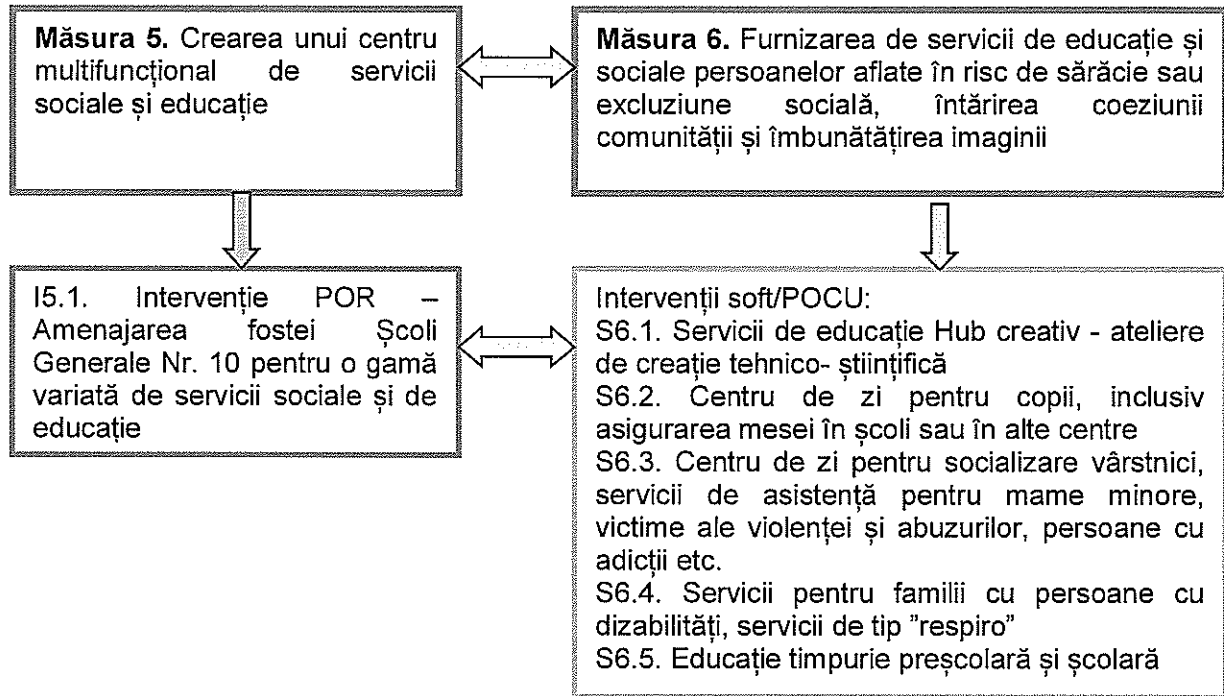 Măsura 5. Crearea unui centru
multifuncțional de servicii
sociale și educație
Măsura 6. Furnizarea de servicii de educație și
sociale persoanelor aflate în risc de sărăcie sau
excluziune socială, întărirea coeziunii
comunității și îmbunătățirea imaginii
I5.1. Intervenție POR –
Amenajarea fostei Școli
Generale Nr. 10 pentru o gamă
variată de servicii sociale și de
educație
Intervenții soft/POCU:
S6.1. Servicii de educație Hub creativ - ateliere
de creație tehnico- științifică
S6.2. Centru de zi pentru copii, inclusiv
asigurarea mesei în școli sau în alte centre
S6.3. Centru de zi pentru socializare vârstnici,
servicii de asistență pentru mame minore,
victime ale violenței și abuzurilor, persoane cu
adicții etc.
S6.4. Servicii pentru familii cu persoane cu
dizabilități, servicii de tip ”respiro”
S6.5. Educație timpurie preșcolară și școlară